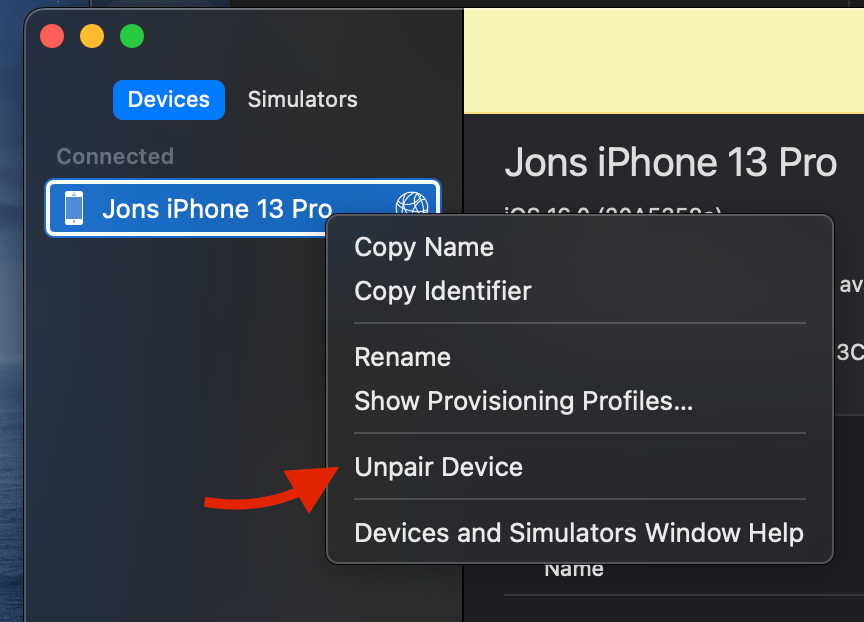 Devices
Simulators
Connected
Jons iPhone 13 Pro
Jons iPhone 13 Pro
Copy Name
Copy Identifier
av
Rename
3C
Show Provisioning Profiles...
Unpair Device
Devices and Simulators Window Help
Name